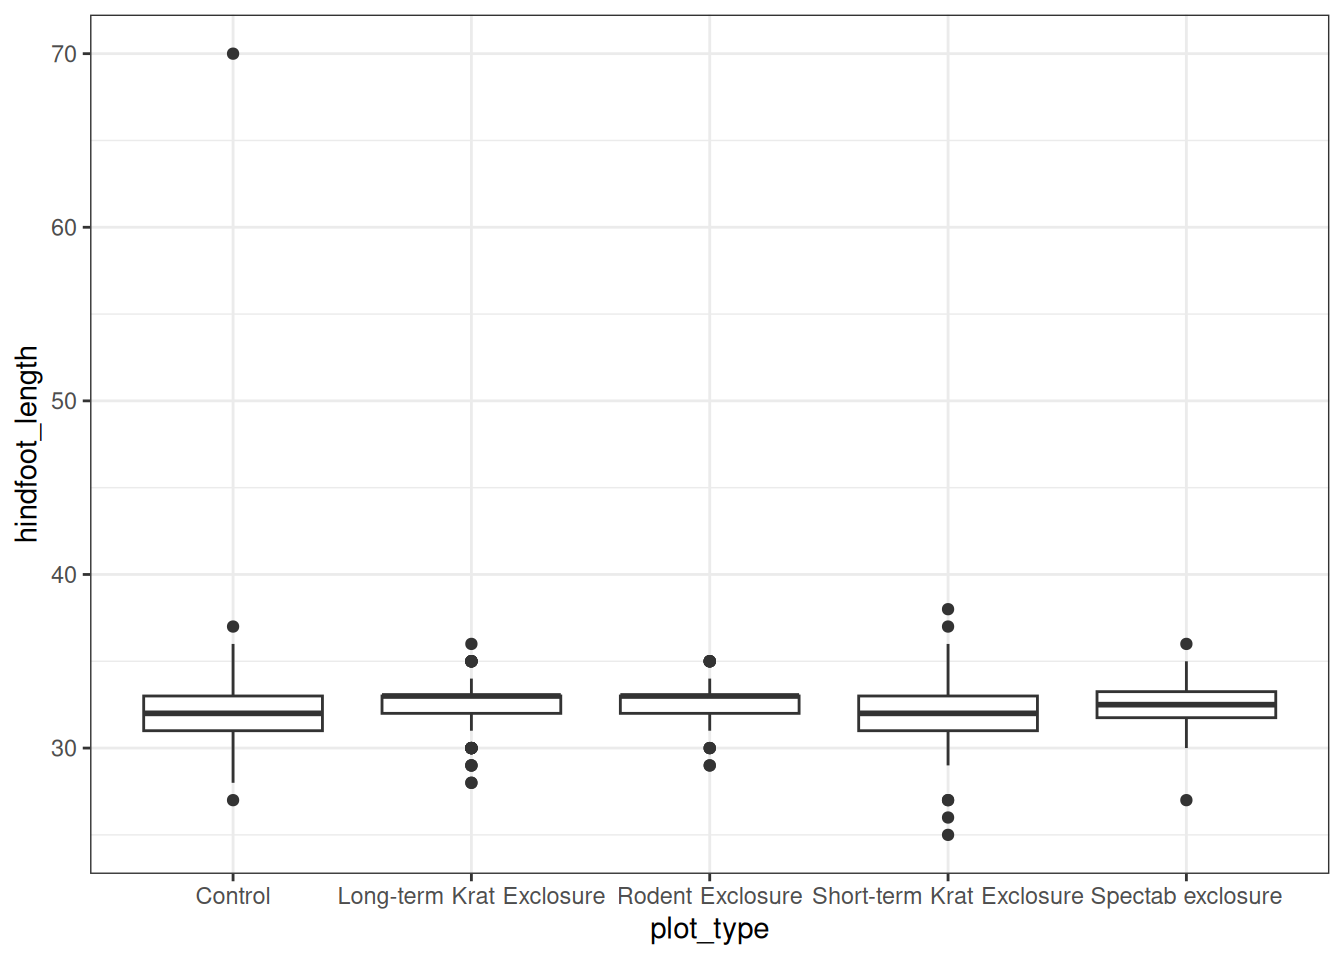 70
60
50
40
30
hindfoot_length
Control Long-term Krat Exclosure Rodent Exclosure Short-term Krat Exclosure Spectab exclosure
plot_type